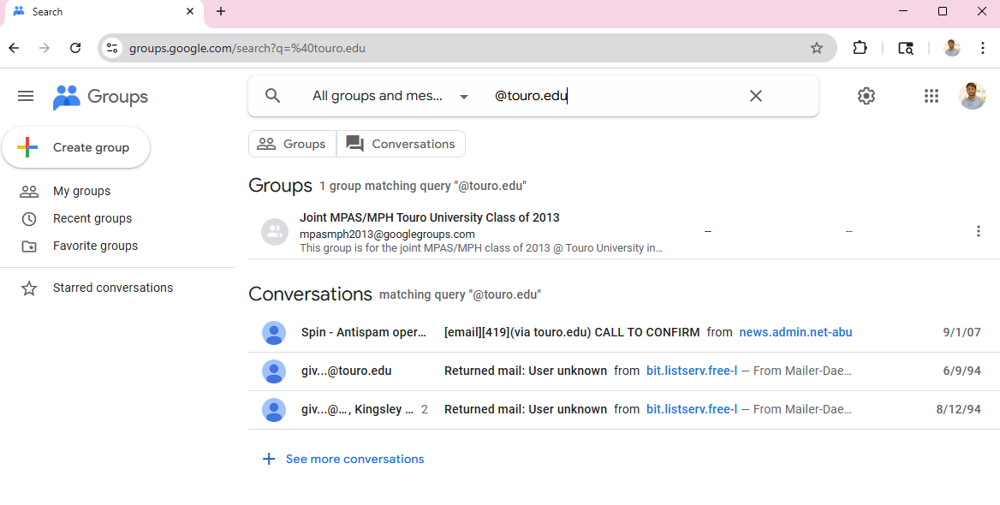 Search
groups.google.com/search?q=%40touro.edu
Groups
All groups and mes...
@touro.edu
Create group
Groups
Conversations
My groups
Recent groups
Favorite groups
Starred conversations
Groups 1 group matching query "@touro.edu"
Joint MPAS/MPH Touro University Class of 2013
mpasmph2013@googlegroups.com
This group is for the joint MPAS/MPH class of 2013 @ Touro University in...
– –
Conversations matching query "@touro.edu"
Spin - Antispam oper... [email][419](via touro.edu) CALL TO CONFIRM from news.admin.net-abu 9/1/07
giv...@touro.edu Returned mail: User unknown from bit.listserv.free-l — From Mailer-Dae... 6/9/94
giv...@..., Kingsley ... 2 Returned mail: User unknown from bit.listserv.free-l — From Mailer-Dae... 8/12/94
See more conversations